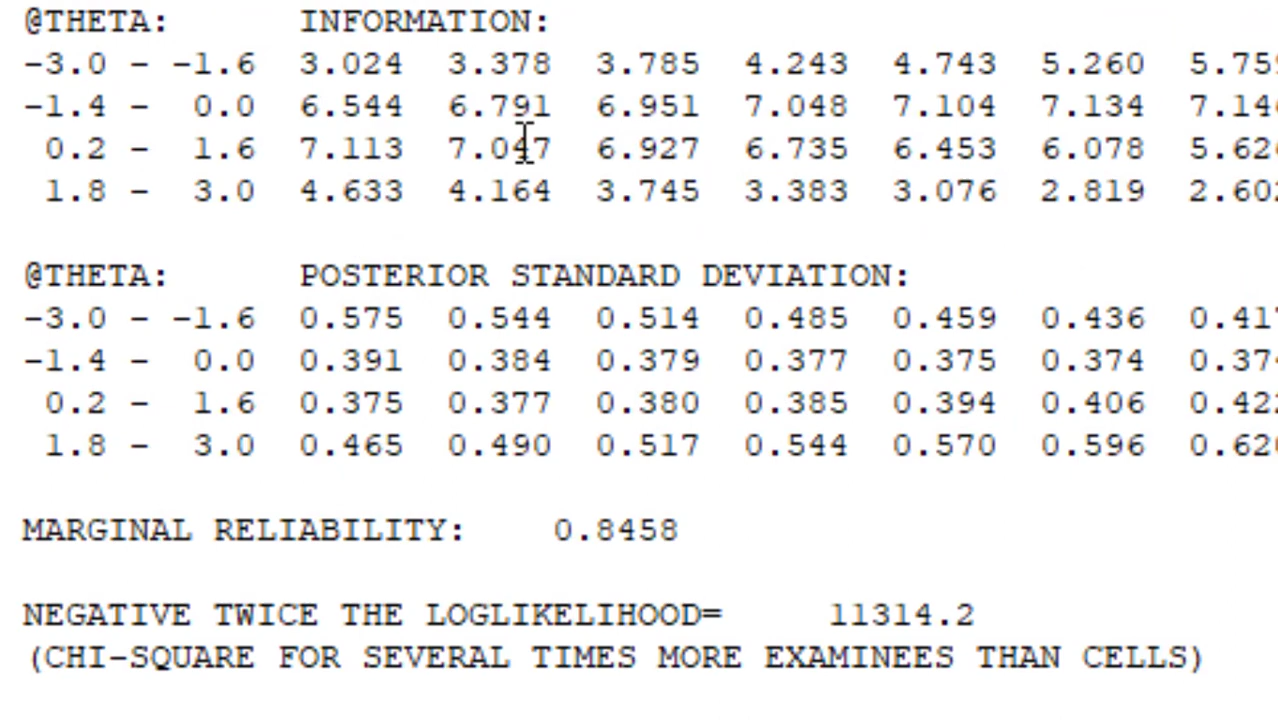 @THETA: INFORMATION:
-3.0 - -1.6 3.024 3.378 3.785 4.243 4.743 5.260
-1.4 - 0.0 6.544 6.791 6.951 7.048 7.104 7.134
0.2 - 1.6 7.113 7.047 6.927 6.735 6.453 6.078
1.8 - 3.0 4.633 4.164 3.745 3.383 3.076 2.819
@THETA: POSTERIOR STANDARD DEVIATION:
-3.0 - -1.6 0.575 0.544 0.514 0.485 0.459 0.436
-1.4 - 0.0 0.391 0.384 0.379 0.377 0.375 0.374
0.2 - 1.6 0.375 0.377 0.380 0.385 0.394 0.406
1.8 - 3.0 0.465 0.490 0.517 0.544 0.570 0.596
MARGINAL RELIABILITY: 0.8458
NEGATIVE TWICE THE LOGLIKELIHOOD= 11314.2
(CHI-SQUARE FOR SEVERAL TIMES MORE EXAMINEES THAN CELLS)